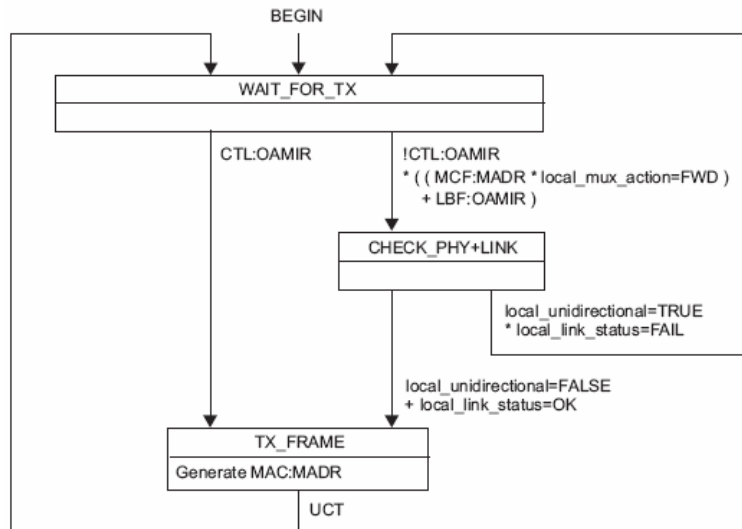 BEGIN
WAIT_FOR_TX
CTL:OAMIR
!CTL:OAMIR
* ( ( MCF:MADR * local_mux_action=FWD )
+ LBF:OAMIR )
CHECK_PHY+LINK
local_unidirectional=TRUE
* local_link_status=FAIL
local_unidirectional=FALSE
+ local_link_status=OK
TX_FRAME
Generate MAC:MADR
UCT